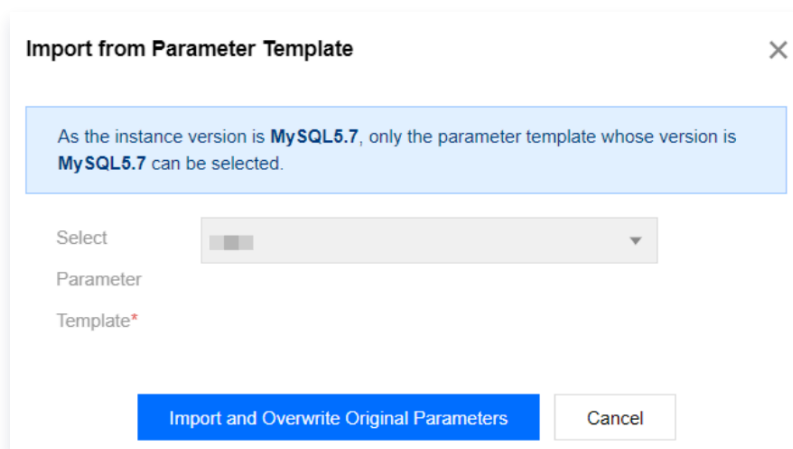 Import from Parameter Template
As the instance version is MySQL5.7, only the parameter template whose version is
MySQL5.7 can be selected.
Select
Parameter
Template*
Import and Overwrite Original Parameters
Cancel